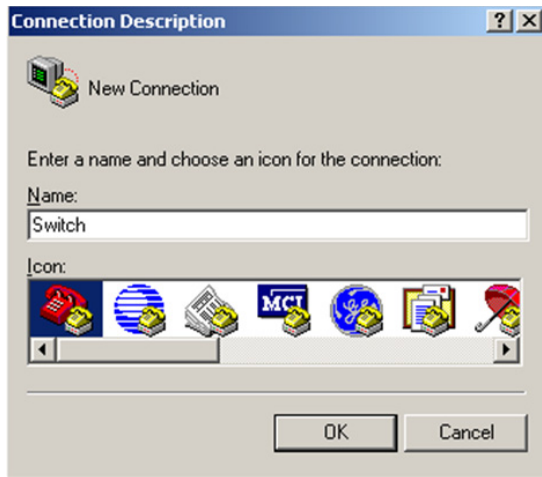 Connection Description
New Connection
Enter a name and choose an icon for the connection:
Name:
Switch
Icon:
MCI
OK Cancel